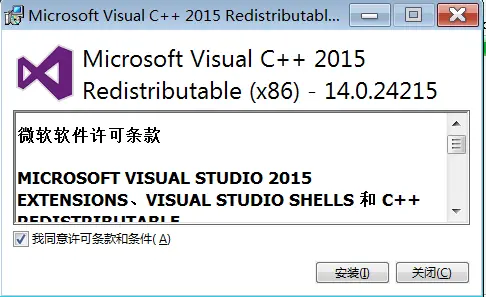 Microsoft Visual C++ 2015 Redistributabl...
Microsoft Visual C++ 2015
Redistributable (x86) - 14.0.24215
微软软件许可条款
MICROSOFT VISUAL STUDIO 2015
EXTENSIONS、VISUAL STUDIO SHELLS 和 C++
REDISTRIBUTABLE
我同意许可条款和条件( A)
安装(I) 关闭(C)